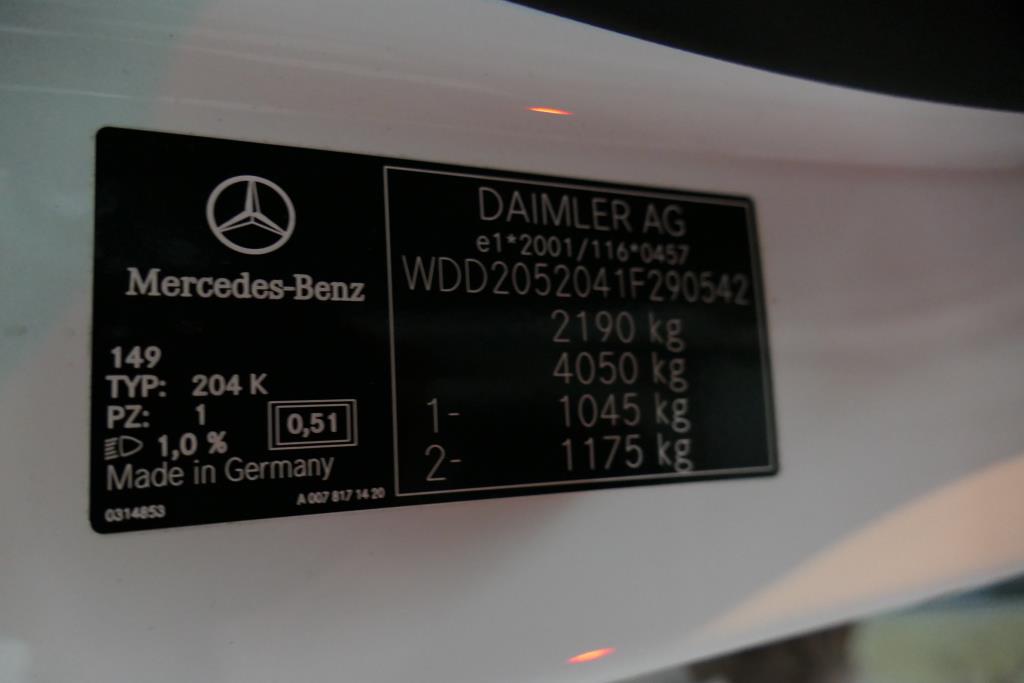 Mercedes-Benz
149
TYP: 204 K
PZ: 1
1,0 %
0,51
Made in Germany
0314853
A 007 817 14 20
DAIMLER AG
e1*2001/116*0457
WDD2052041F290542
2190 kg
4050 kg
1- 1045 kg
2- 1175 kg